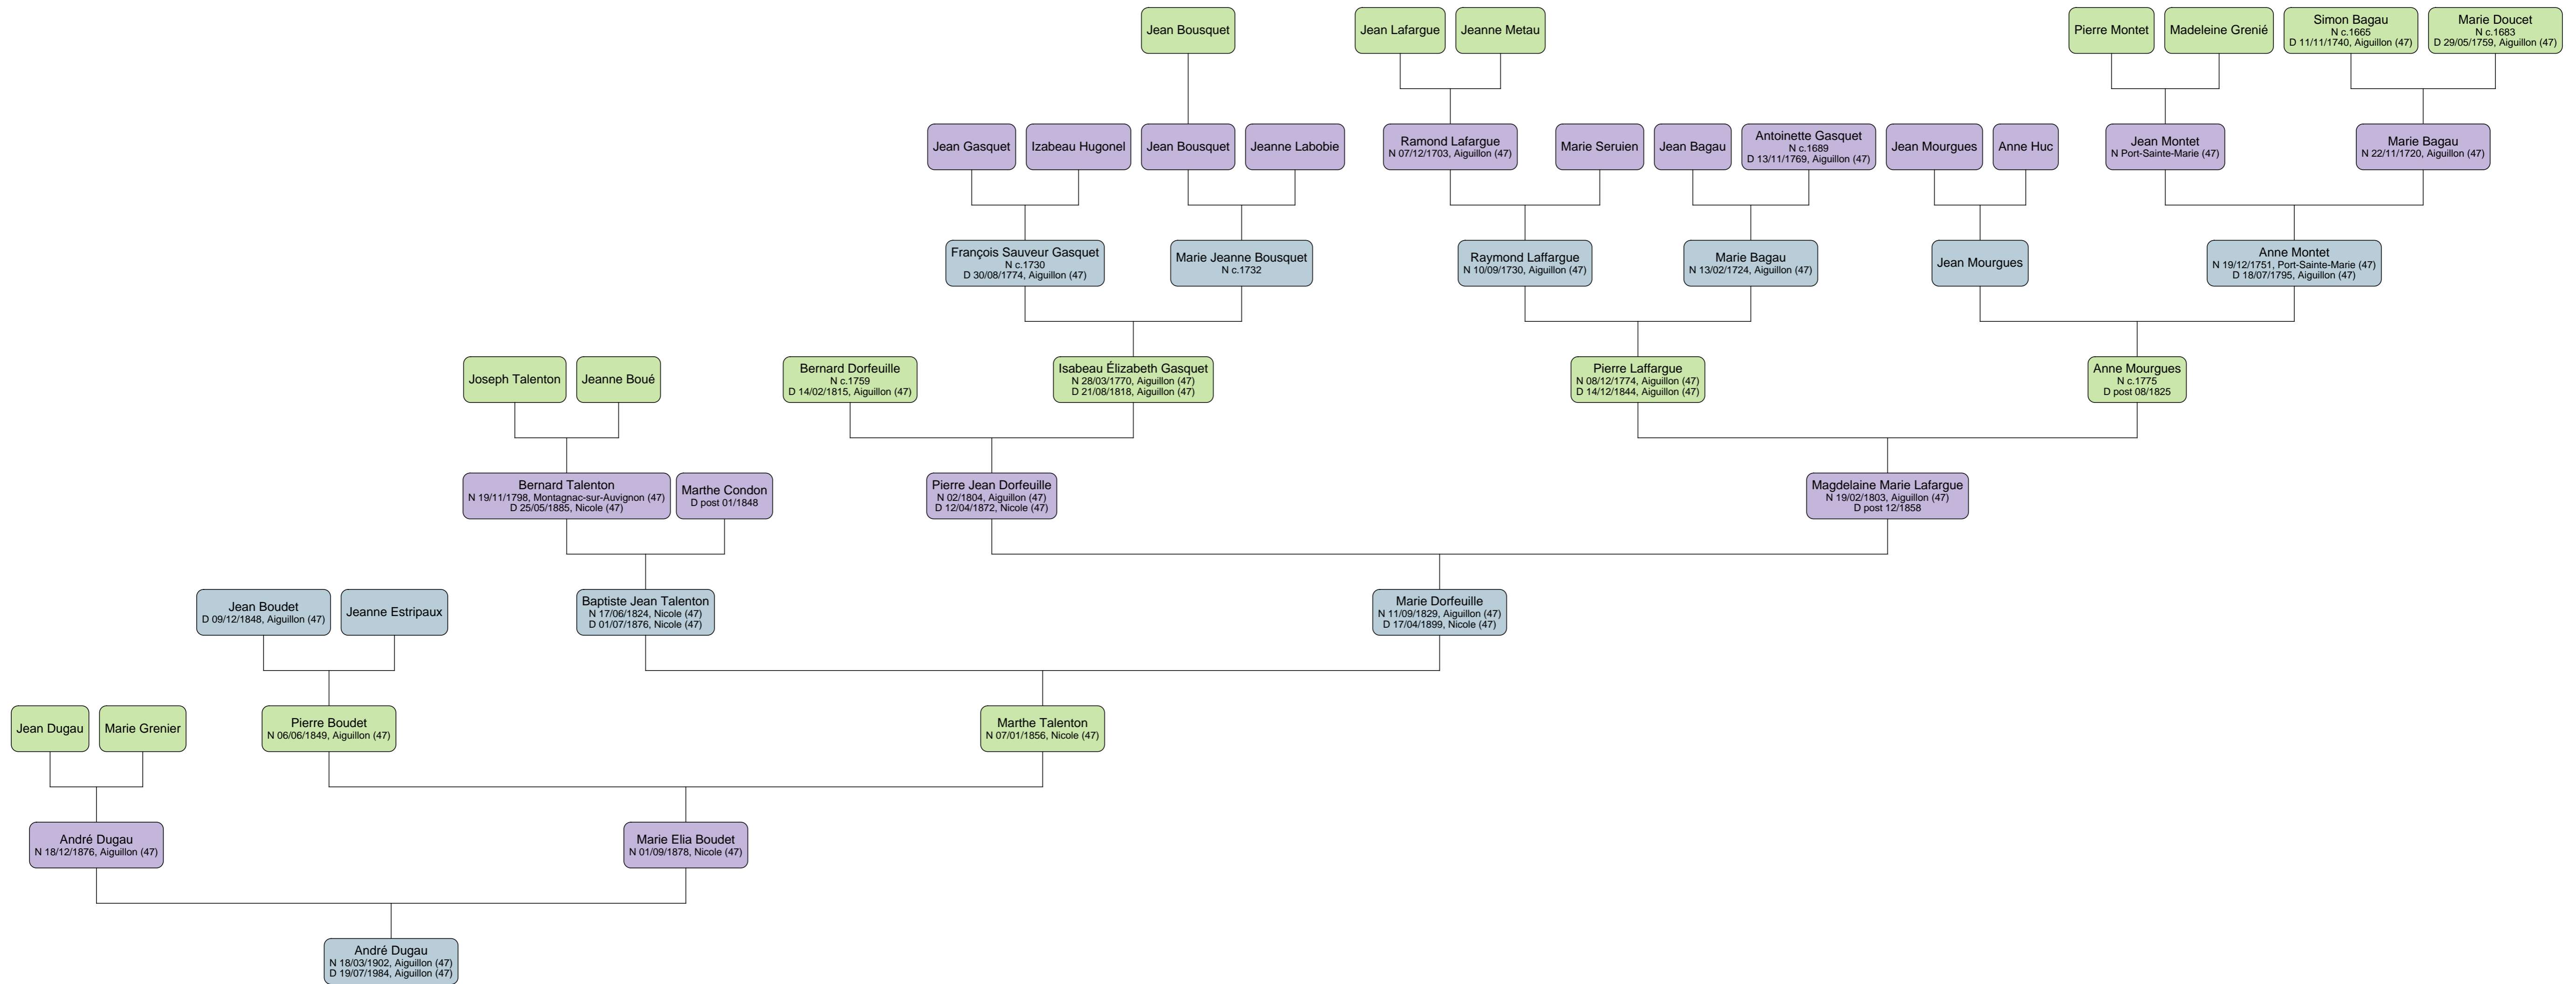 Jean Bousquet
Jean Lafargue
Jeanne Metau
Pierre Montet
Madeleine Grenié
Simon Bagau
N c.1665
D 11/11/1740, Aiguillon (47)
Marie Doucet
N c.1683
D 29/05/1759, Aiguillon (47)
Jean Gasquet
Izabeau Hugonel
Jean Bousquet
Jeanne Labobie
Ramond Lafargue
N 07/12/1703, Aiguillon (47)
Marie Seruien
Jean Bagau
Antoinette Gasquet
N c.1689
D 13/11/1769, Aiguillon (47)
Jean Mourgues
Anne Huc
Jean Montet
N Port-Sainte-Marie (47)
Marie Bagau
N 22/11/1720, Aiguillon (47)
François Sauveur Gasquet
N c.1730
D 30/08/1774, Aiguillon (47)
Marie Jeanne Bousquet
N c.1732
Raymond Laffargue
N 10/09/1730, Aiguillon (47)
Marie Bagau
N 13/02/1724, Aiguillon (47)
Jean Mourgues
Anne Montet
N 19/12/1751, Port-Sainte-Marie (47)
D 18/07/1795, Aiguillon (47)
Joseph Talenton
Jeanne Boué
Bernard Dorfeuille
N c.1759
D 14/02/1815, Aiguillon (47)
Isabeau Élizabeth Gasquet
N 28/03/1770, Aiguillon (47)
D 21/08/1818, Aiguillon (47)
Pierre Laffargue
N 08/12/1774, Aiguillon (47)
D 14/12/1844, Aiguillon (47)
Anne Mourgues
N c.1775
D post 08/1825
Bernard Talenton
N 19/11/1798, Montagnac-sur-Auvignon (47)
D 25/05/1885, Nicole (47)
Marthe Condon
D post 01/1848
Pierre Jean Dorfeuille
N 02/1804, Aiguillon (47)
D 12/04/1872, Nicole (47)
Magdelaine Marie Lafargue
N 19/02/1803, Aiguillon (47)
D post 12/1858
Jean Boudet
D 09/12/1848, Aiguillon (47)
Jeanne Estripaux
Baptiste Jean Talenton
N 17/06/1824, Nicole (47)
D 01/07/1876, Nicole (47)
Marie Dorfeuille
N 11/09/1829, Aiguillon (47)
D 17/04/1899, Nicole (47)
Jean Dugau
Marie Grenier
Pierre Boudet
N 06/06/1849, Aiguillon (47)
Marthe Talenton
N 07/01/1856, Nicole (47)
André Dugau
N 18/12/1876, Aiguillon (47)
Marie Elia Boudet
N 01/09/1878, Nicole (47)
André Dugau
N 18/03/1902, Aiguillon (47)
D 19/07/1984, Aiguillon (47)